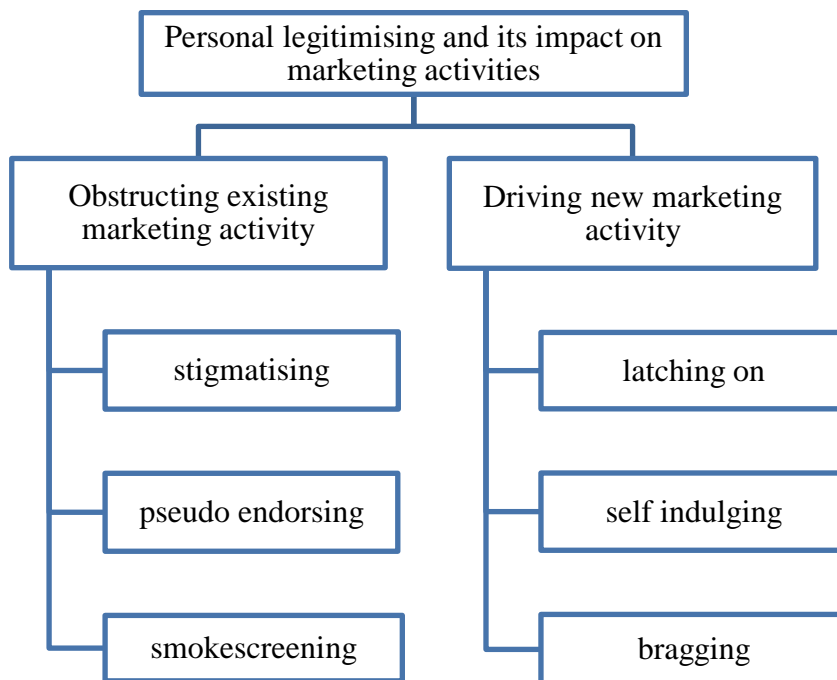 Personal legitimising and its impact on
marketing activities
Obstructing existing
marketing activity
stigmatising
pseudo endorsing
smokescreening
Driving new marketing
activity
latching on
self indulging
bragging